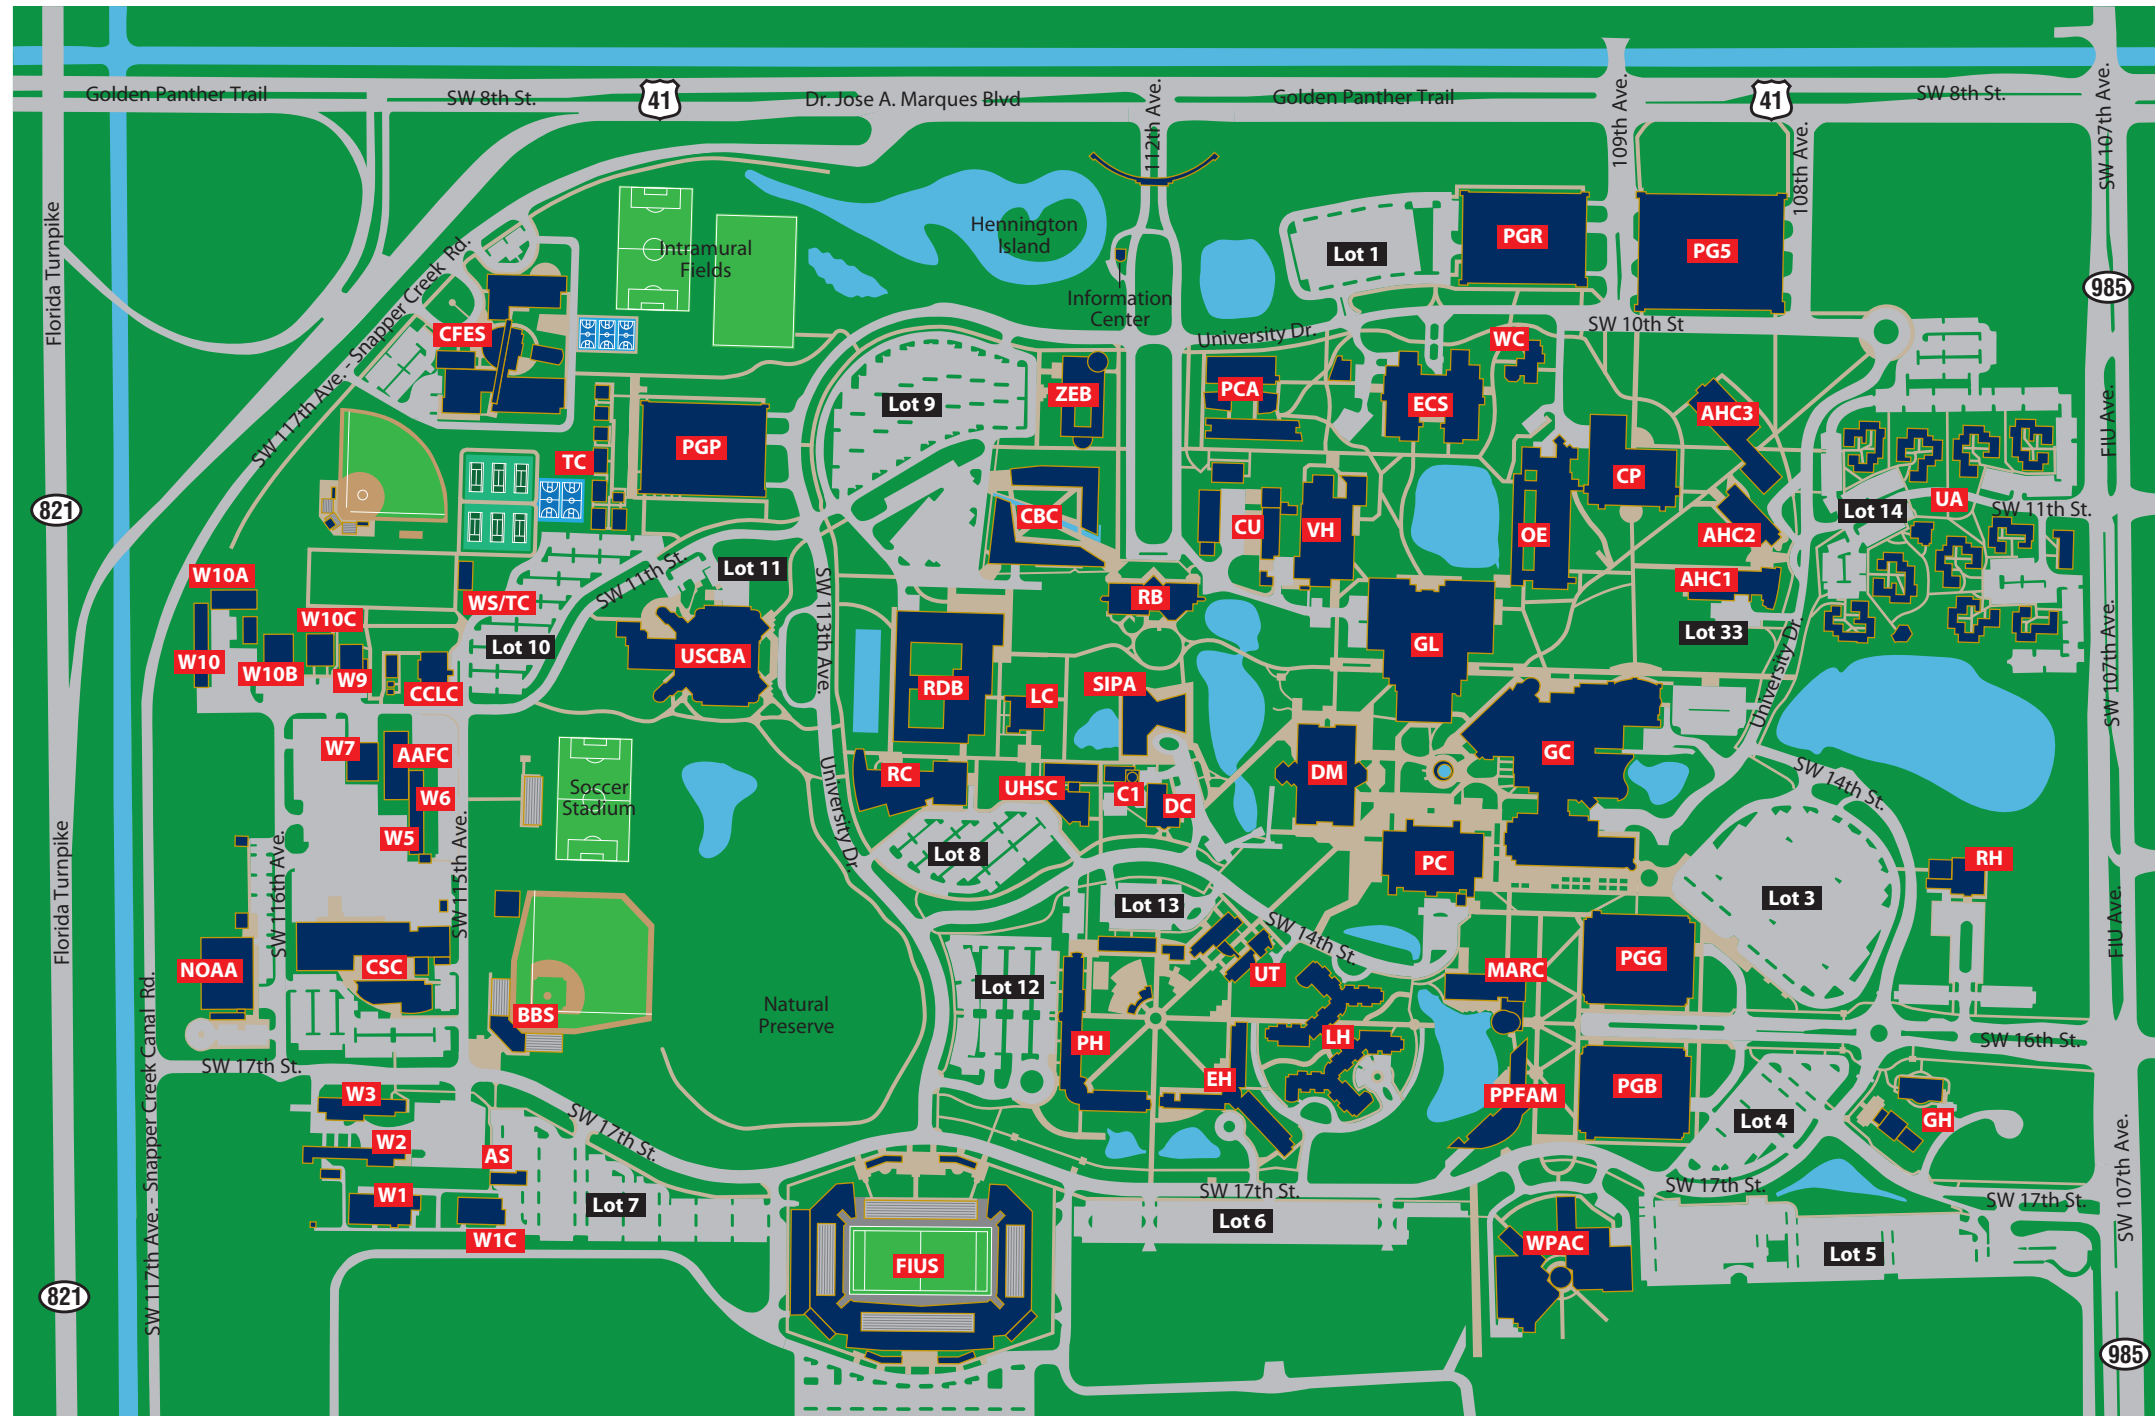 Golden Panther Trail
SW 8th St.
41
Dr. Jose A. Marques Blvd
112th Ave.
Golden Panther Trail
109th Ave.
41
108th Ave.
SW 8th St.
SW 107th Ave.
Florida Turnpike
SW 117th Ave. - Snapper Creek Rd.
Intramural
Fields
Hennington
Island
Information
Center
Lot 1
PGR
PG5
985
University Dr.
SW 10th St
CFES
WC
ZEB
PCA
ECS
Lot 9
AHC3
FIU Ave.
TC
PGP
CP
UA
821
CBC
CU
VH
OE
AHC2
Lot 14
SW 11th St.
W10A
WS/TC
SW 11th St.
Lot 11
SW 113th Ave.
RB
AHC1
W10C
Lot 10
USCBA
GL
Lot 33
University Dr.
SW 107th Ave.
W10
W10B
W9
CCLC
RDB
LC
SIPA
W7
AAFC
W6
W5
Soccer
Stadium
University Dr.
RC
UHSC
C1
DC
DM
GC
SW 14th St.
Florida Turnpike
SW 116th Ave.
SW 115th Ave.
Lot 8
PC
RH
Lot 13
Lot 3
FIU Ave.
SW 14th St.
NOAA
CSC
BBS
Natural
Preserve
Lot 12
UT
MARC
PGG
PH
LH
SW 16th St.
SW 17th St.
EH
PPFAM
PGB
W3
SW 17th St.
Lot 4
GH
W2
AS
SW 107th Ave.
W1
Lot 7
SW 17th St.
SW 17th St.
SW 17th St.
W1C
Lot 6
WPAC
Lot 5
FIUS
821
SW 117th Ave. - Snapper Creek Canal Rd.
985